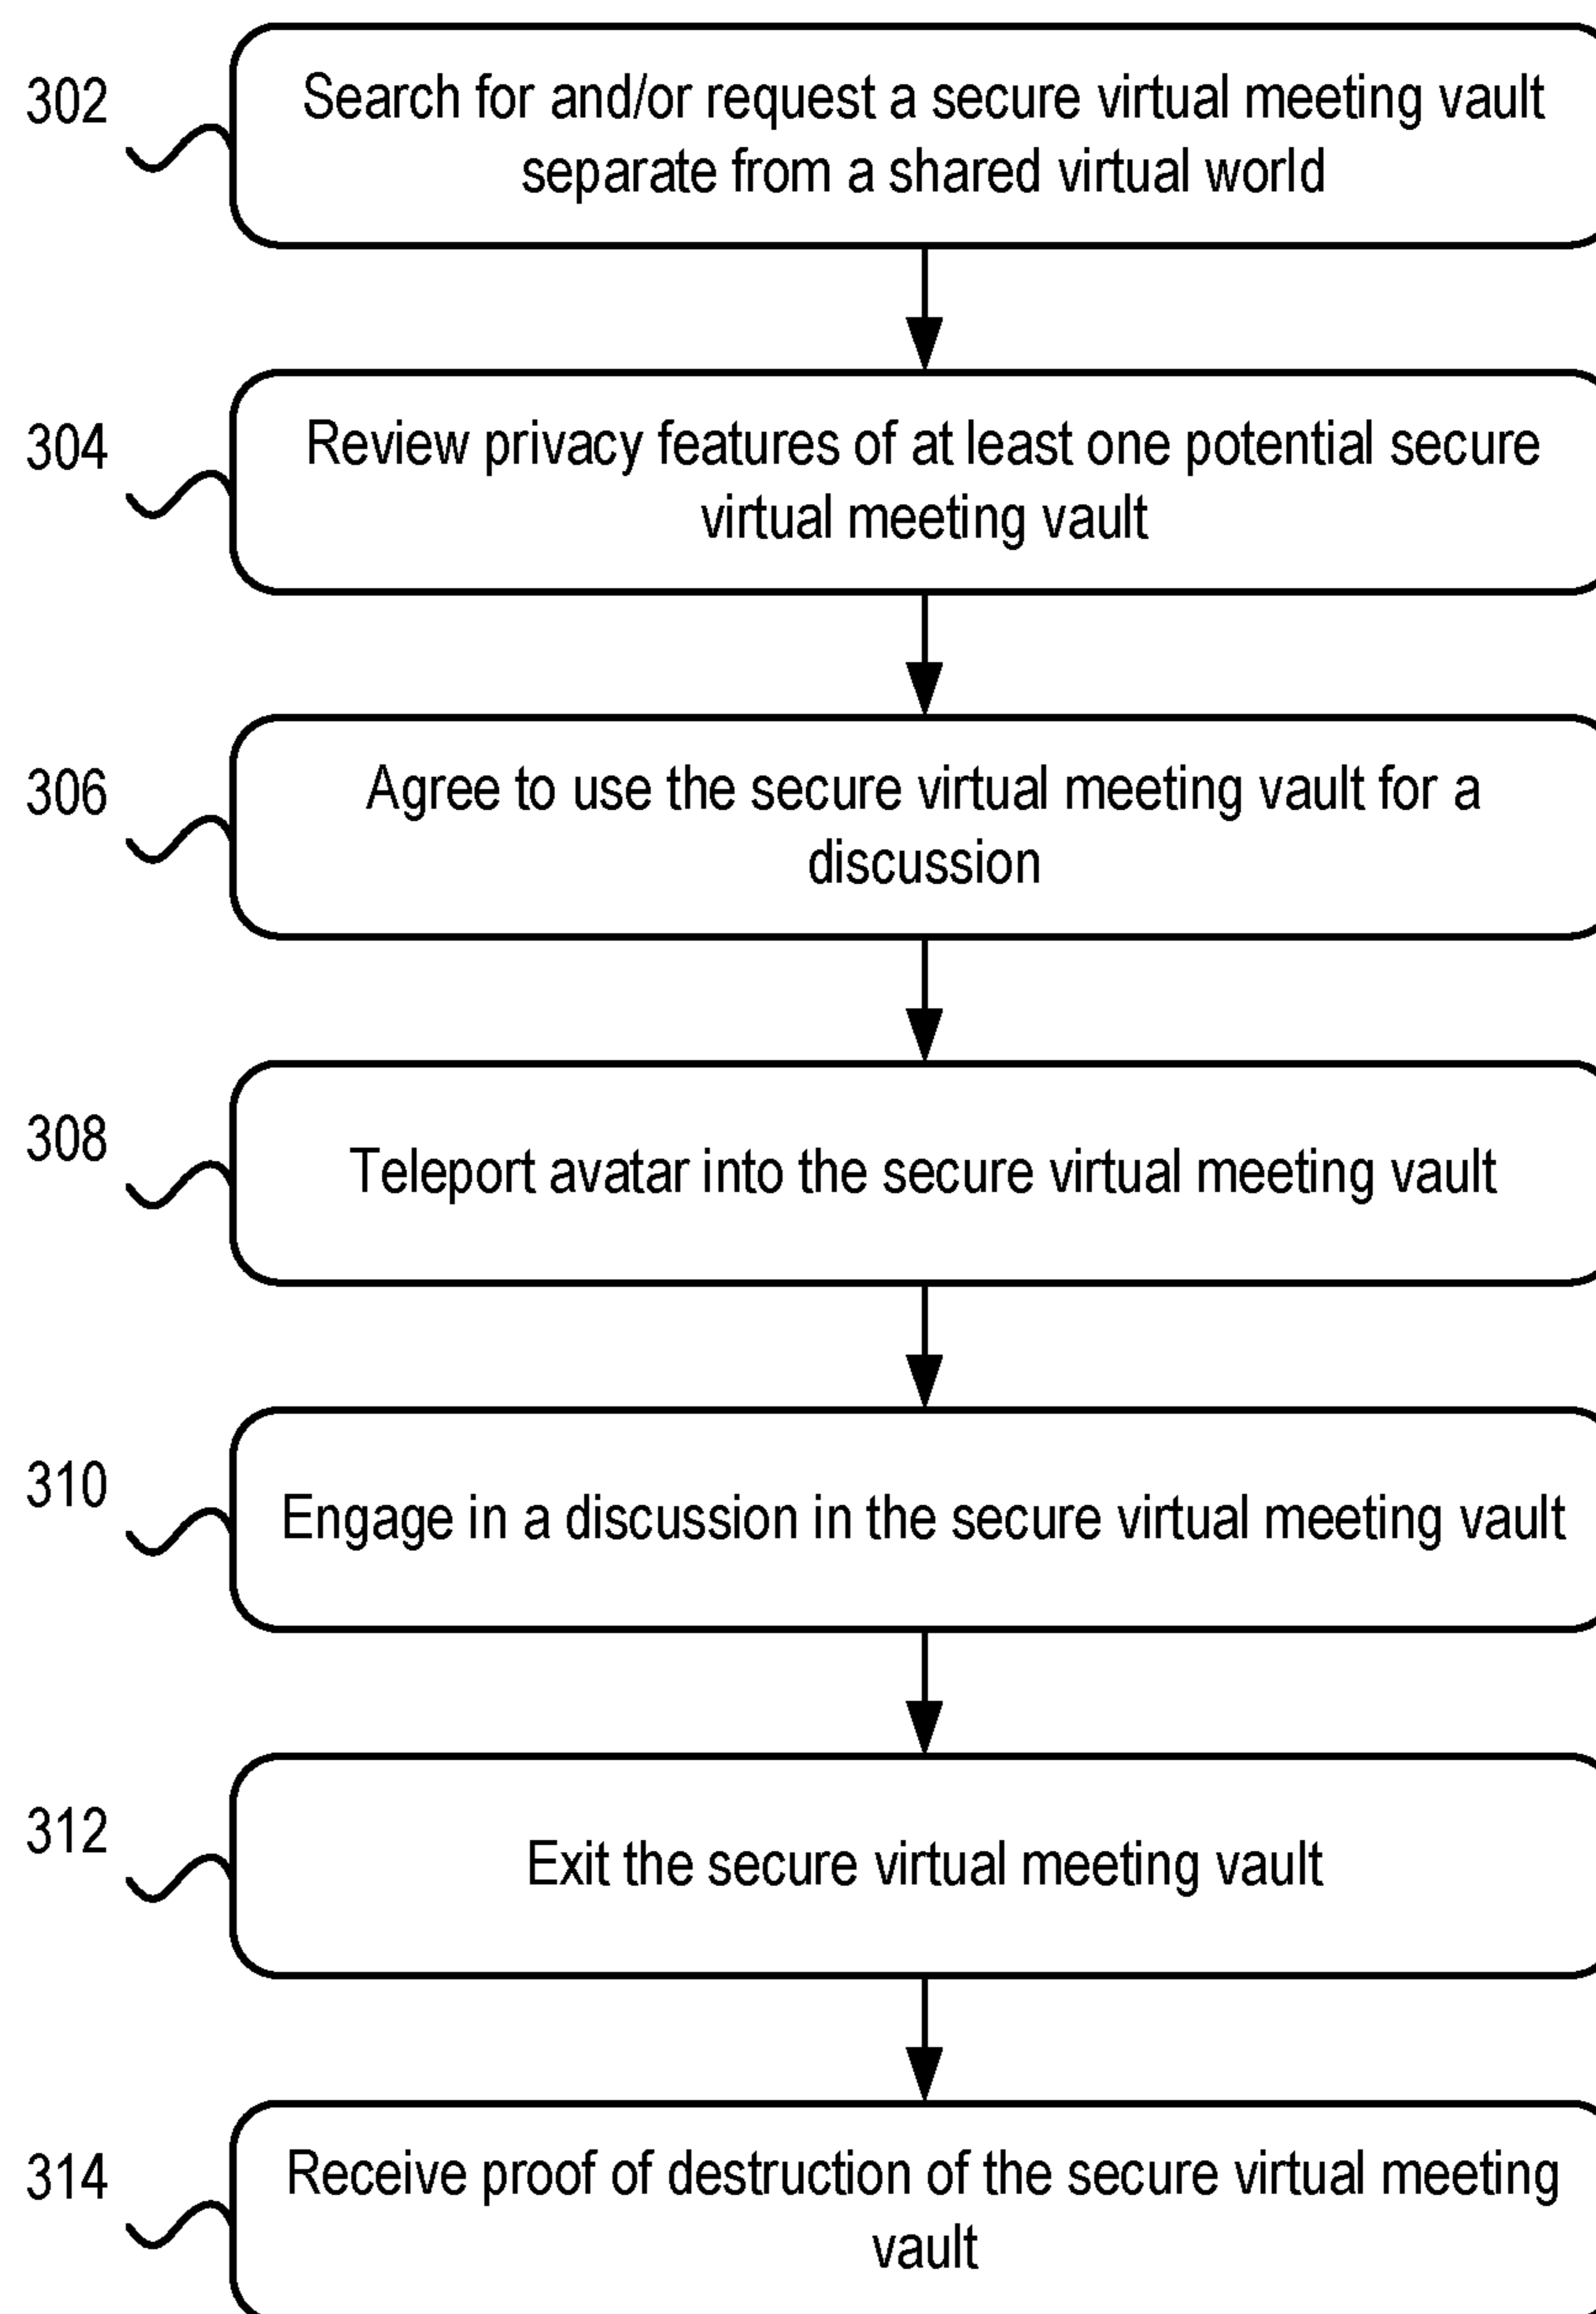 302
Search for and/or request a secure virtual meeting vault
separate from a shared virtual world
304
Review privacy features of at least one potential secure
virtual meeting vault
306
Agree to use the secure virtual meeting vault for a
discussion
308
Teleport avatar into the secure virtual meeting vault
310
Engage in a discussion in the secure virtual meeting vault
312
Exit the secure virtual meeting vault
314
Receive proof of destruction of the secure virtual meeting
vault